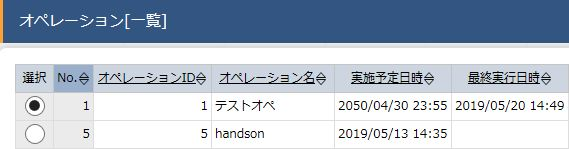 オペレーション[一覧]
選択 No. オペレーションID オペレーション名 実施予定日時 最終実行日時
1 1 テストオペ 2050/04/30 23:55 2019/05/20 14:49
5 5 handson 2019/05/13 14:35